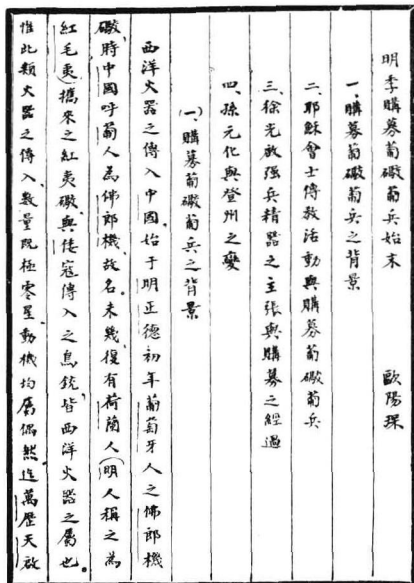 明季購募葡礮葡兵始末　歐陽琛
一、購募葡礮葡兵之背景
二、耶穌會士傳教活動與購募葡礮葡兵
三、徐光啟强兵精器之主張與購募之經過
四、孫元化與登州之變
(一)、購募葡礮葡兵之背景
西洋火器之傳入中國，始于明正德初年葡萄牙人之佛郎機
礮，時中國呼葡人為佛郎機，故名。未幾，復有荷蘭人(明人稱之為
紅毛夷)攜來之紅夷礮，與倭寇傳入之鳥銃，皆西洋火器之屬也。
惟此類火器之傳入，數量既極零星，動機均屬偶然，迨萬歷天啟